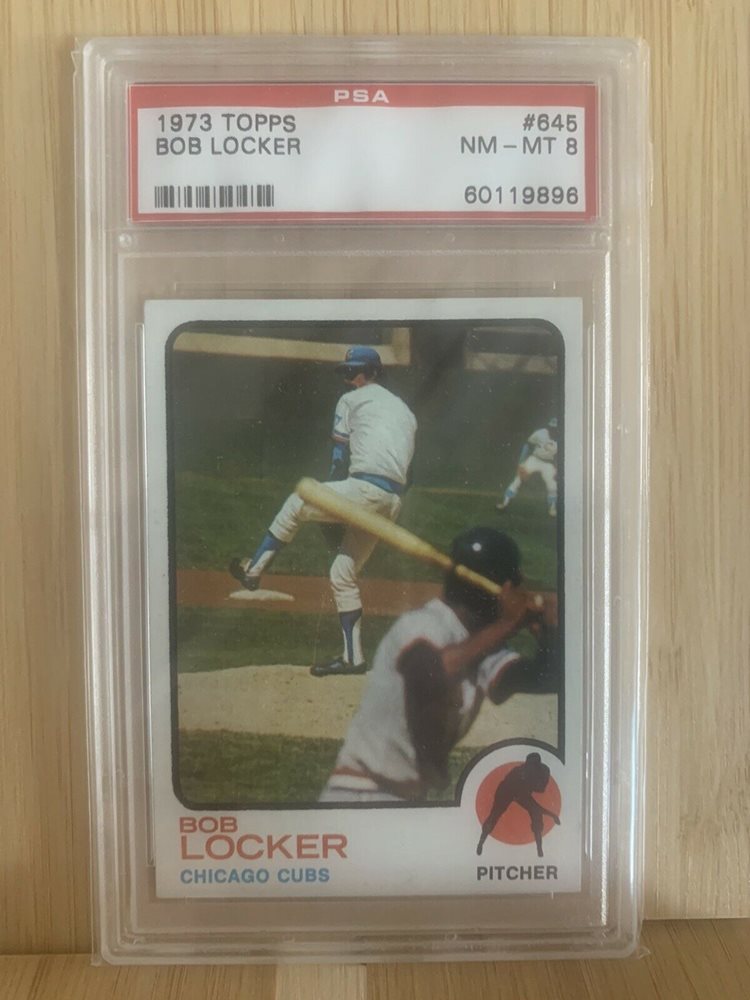 PSA
1973 TOPPS #645
BOB LOCKER NM - MT 8
60119896
BOB
LOCKER
CHICAGO CUBS
PITCHER